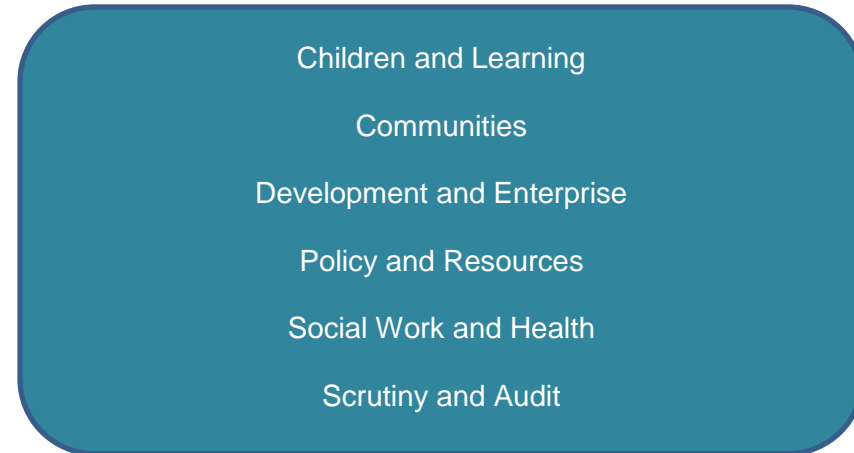 Children and Learning
Communities
Development and Enterprise
Policy and Resources
Social Work and Health
Scrutiny and Audit